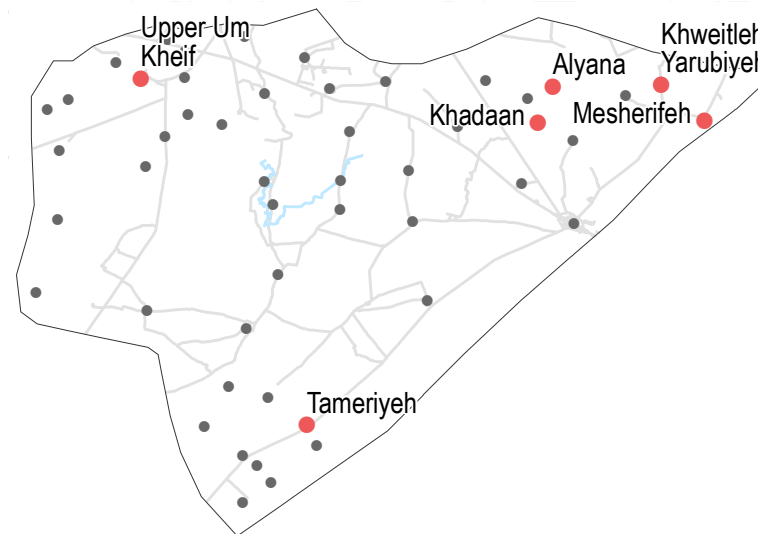 Upper Um
Kheif
Khweitleh
Yarubiyeh
Alyana
Khadaan
Mesherifeh
Tameriyeh